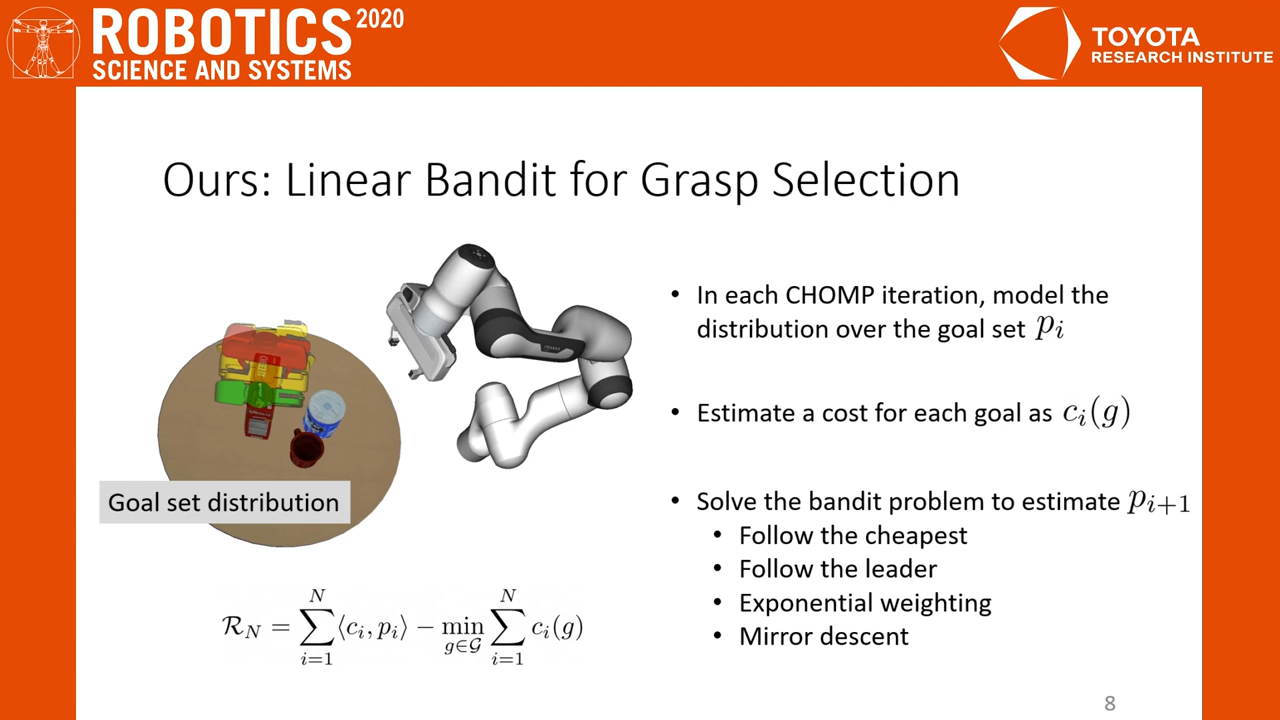 ROBOTICS 2020
SCIENCE AND SYSTEMS
TOYOTA
RESEARCH INSTITUTE
Ours: Linear Bandit for Grasp Selection
Goal set distribution
R_N = \sum_{i=1}^{N} ⟨c_i, p_i⟩ − \min_{g∈G} \sum_{i=1}^{N} c_i(g)
• In each CHOMP iteration, model the
distribution over the goal set p_i
• Estimate a cost for each goal as c_i(g)
• Solve the bandit problem to estimate p_{i+1}
• Follow the cheapest
• Follow the leader
• Exponential weighting
• Mirror descent
8